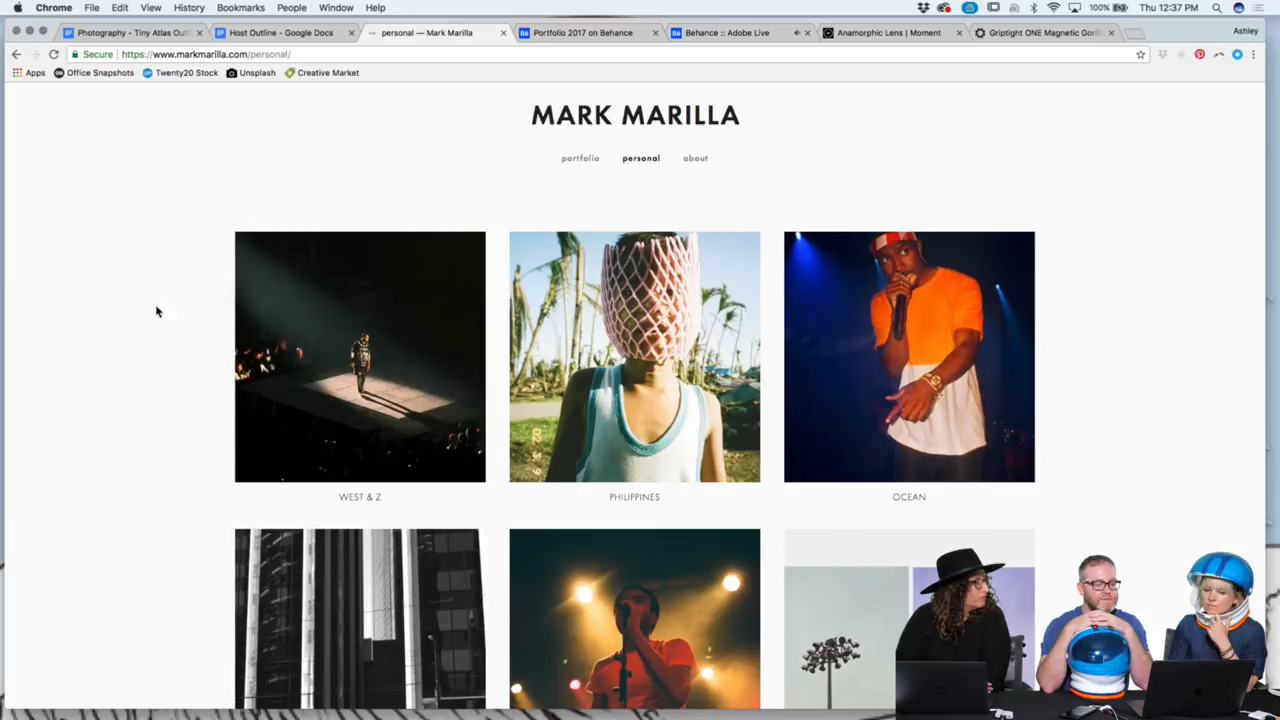 Chrome File Edit View History Bookmarks People Window Help 100% Thu 12:37 PM
Photography - Tiny Atlas Outl Host Outline - Google Docs personal — Mark Marilla Portfolio 2017 on Behance Behance :: Adobe Live Anamorphic Lens | Moment Griptight ONE Magnetic Goril Ashley
Secure https://www.markmarilla.com/personal/
Apps Office Snapshots Twenty20 Stock Unsplash Creative Market
MARK MARILLA
portfolio personal about
WEST & Z PHILIPPINES OCEAN